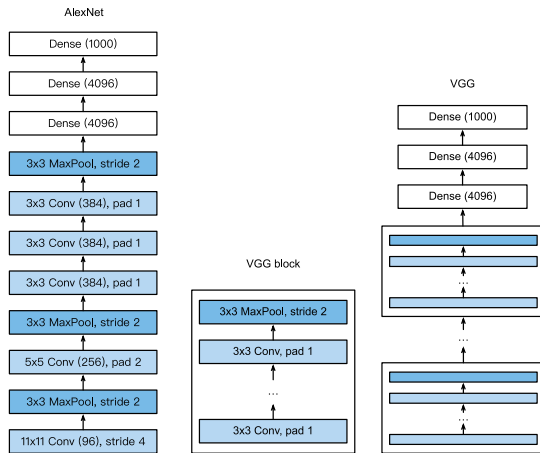 AlexNet
Dense (1000)
Dense (4096)
Dense (4096)
3x3 MaxPool, stride 2
3x3 Conv (384), pad 1
3x3 Conv (384), pad 1
3x3 Conv (384), pad 1
3x3 MaxPool, stride 2
5x5 Conv (256), pad 2
3x3 MaxPool, stride 2
11x11 Conv (96), stride 4
VGG block
3x3 MaxPool, stride 2
3x3 Conv, pad 1
...
3x3 Conv, pad 1
VGG
Dense (1000)
Dense (4096)
Dense (4096)
...
...
...